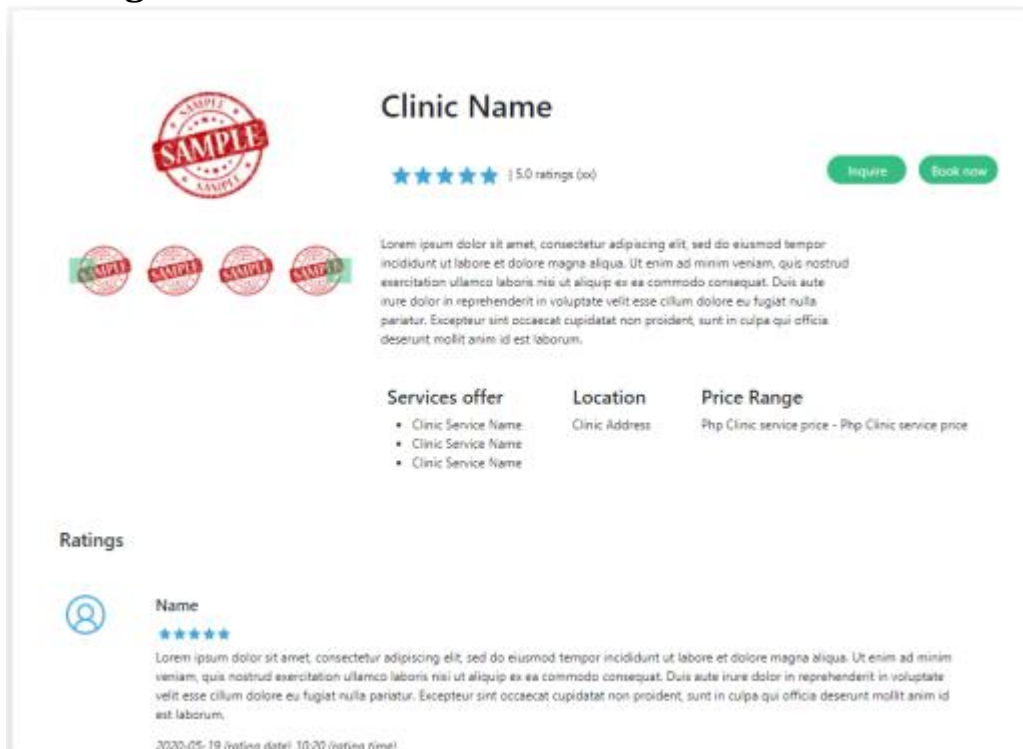 SAMPLE
SAMPLE
SAMPLE
Clinic Name
| 5.0 ratings (xx)
Inquire
Book now
SAMPLE
SAMPLE
SAMPLE
SAMPLE
Lorem ipsum dolor sit amet, consectetur adipiscing elit, sed do eiusmod tempor
incididunt ut labore et dolore magna aliqua. Ut enim ad minim veniam, quis nostrud
exercitation ullamco laboris nisi ut aliquip ex ea commodo consequat. Duis aute
irure dolor in reprehenderit in voluptate velit esse cillum dolore eu fugiat nulla
pariatur. Excepteur sint occaecat cupidatat non proident, sunt in culpa qui officia
deserunt mollit anim id est laborum.
Services offer
• Clinic Service Name
• Clinic Service Name
• Clinic Service Name
Location
Clinic Address
Price Range
Php Clinic service price - Php Clinic service price
Ratings
Name
Lorem ipsum dolor sit amet, consectetur adipiscing elit, sed do eiusmod tempor incididunt ut labore et dolore magna aliqua. Ut enim ad minim
veniam, quis nostrud exercitation ullamco laboris nisi ut aliquip ex ea commodo consequat. Duis aute irure dolor in reprehenderit in voluptate
velit esse cillum dolore eu fugiat nulla pariatur. Excepteur sint occaecat cupidatat non proident, sunt in culpa qui officia deserunt mollit anim id
est laborum.
2020-05-19 (rating date) 10:20 (rating time)